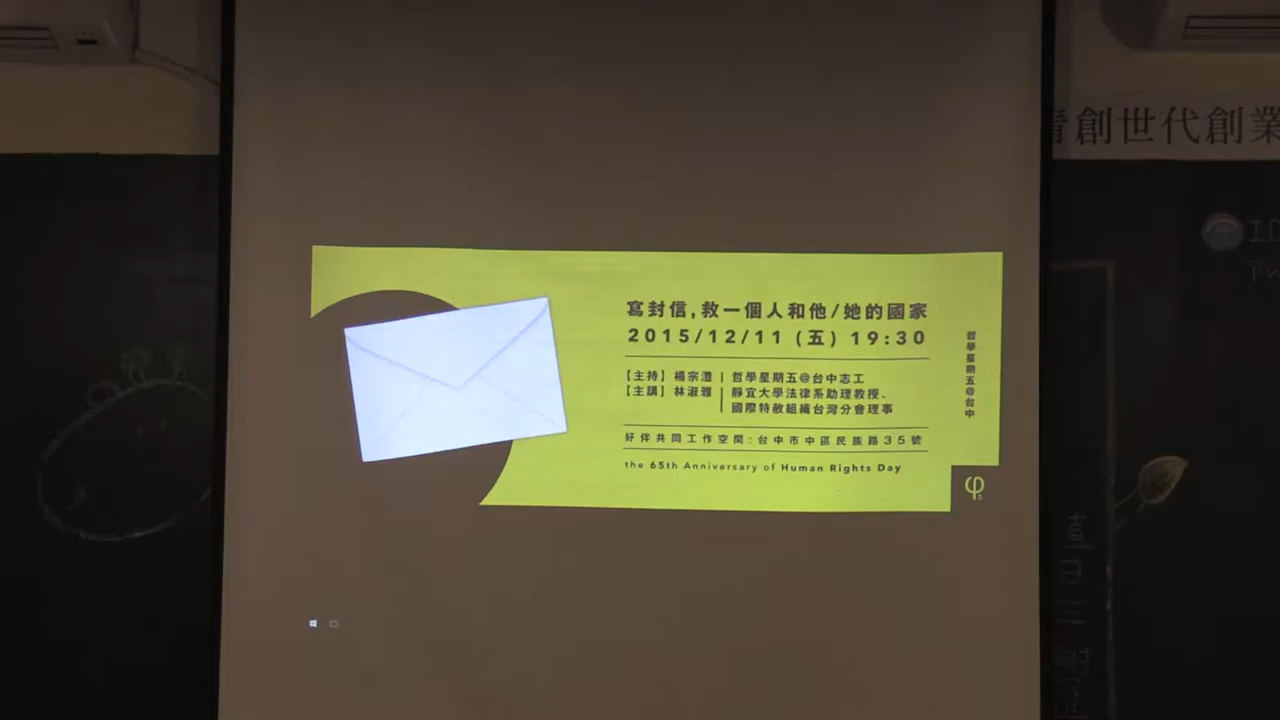 青創世代創業
寫封信,救一個人和他/她的國家
2015/12/11 (五) 19:30
【主持】楊宗澧 | 哲學星期五@台中志工
【主講】林淑雅 | 靜宜大學法律系助理教授、
國際特赦組織台灣分會理事
好伴共同工作空間:台中市中區民族路35號
the 65th Anniversary of Human Rights Day
哲學星期五@台中
φ5